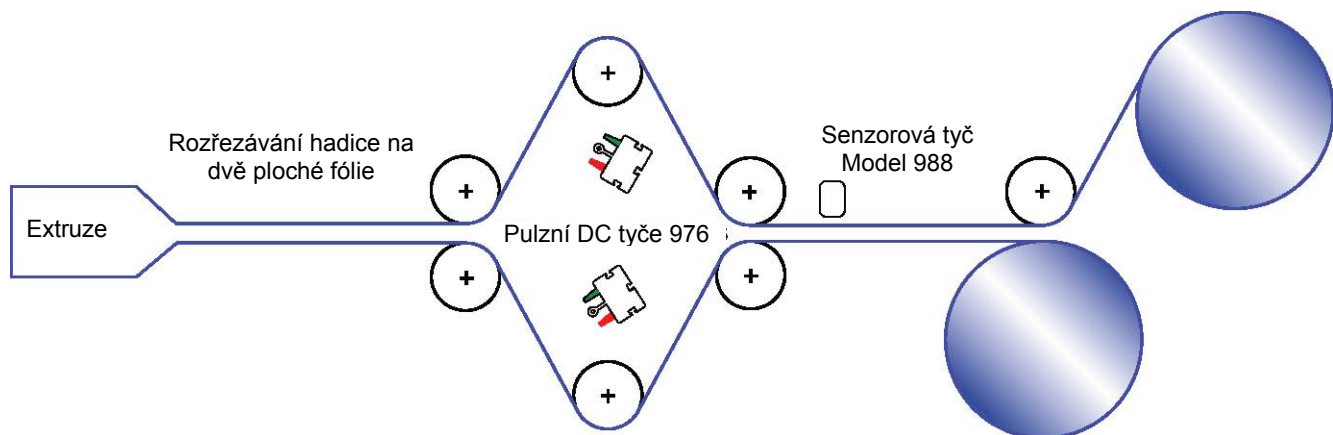 Extruze
Rozřezávání hadice na
dvě ploché fólie
Pulzní DC tyče 976
Senzorová tyč
Model 988